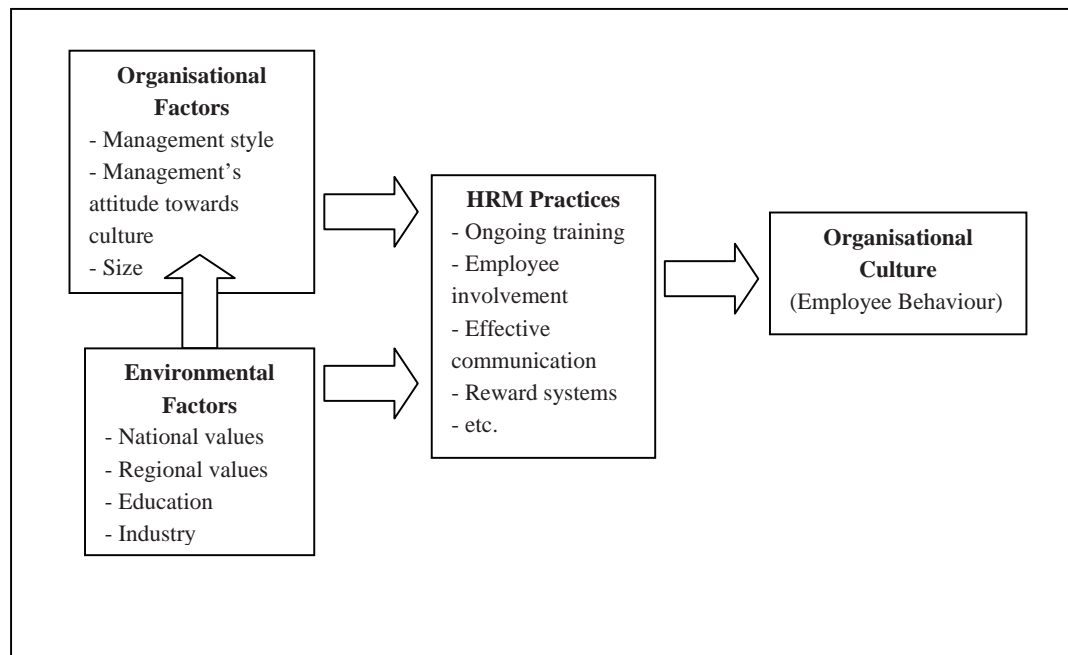 Organisational
Factors
- Management style
- Management’s
attitude towards
culture
- Size
Environmental
Factors
- National values
- Regional values
- Education
- Industry
HRM Practices
- Ongoing training
- Employee
involvement
- Effective
communication
- Reward systems
- etc.
Organisational
Culture
(Employee Behaviour)